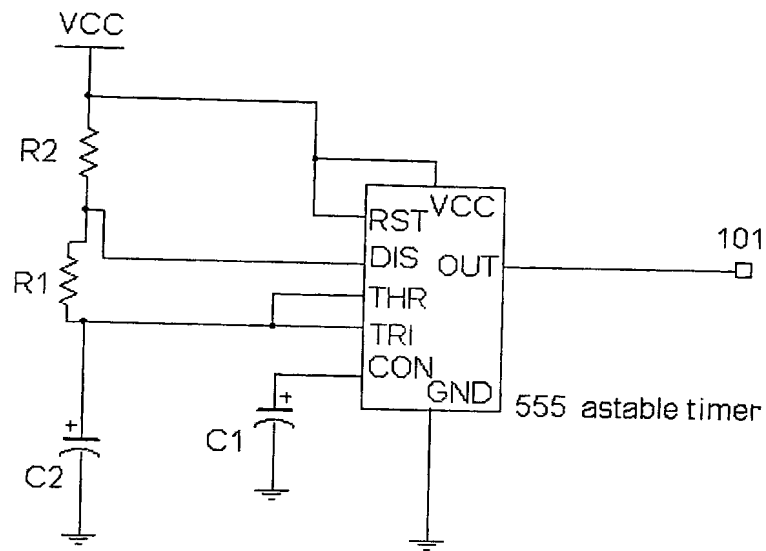 VCC
R2
VCC
RST
101
DIS
OUT
R1
THR
TRI
CON
GND
555 astable timer
+
C1
+
C2